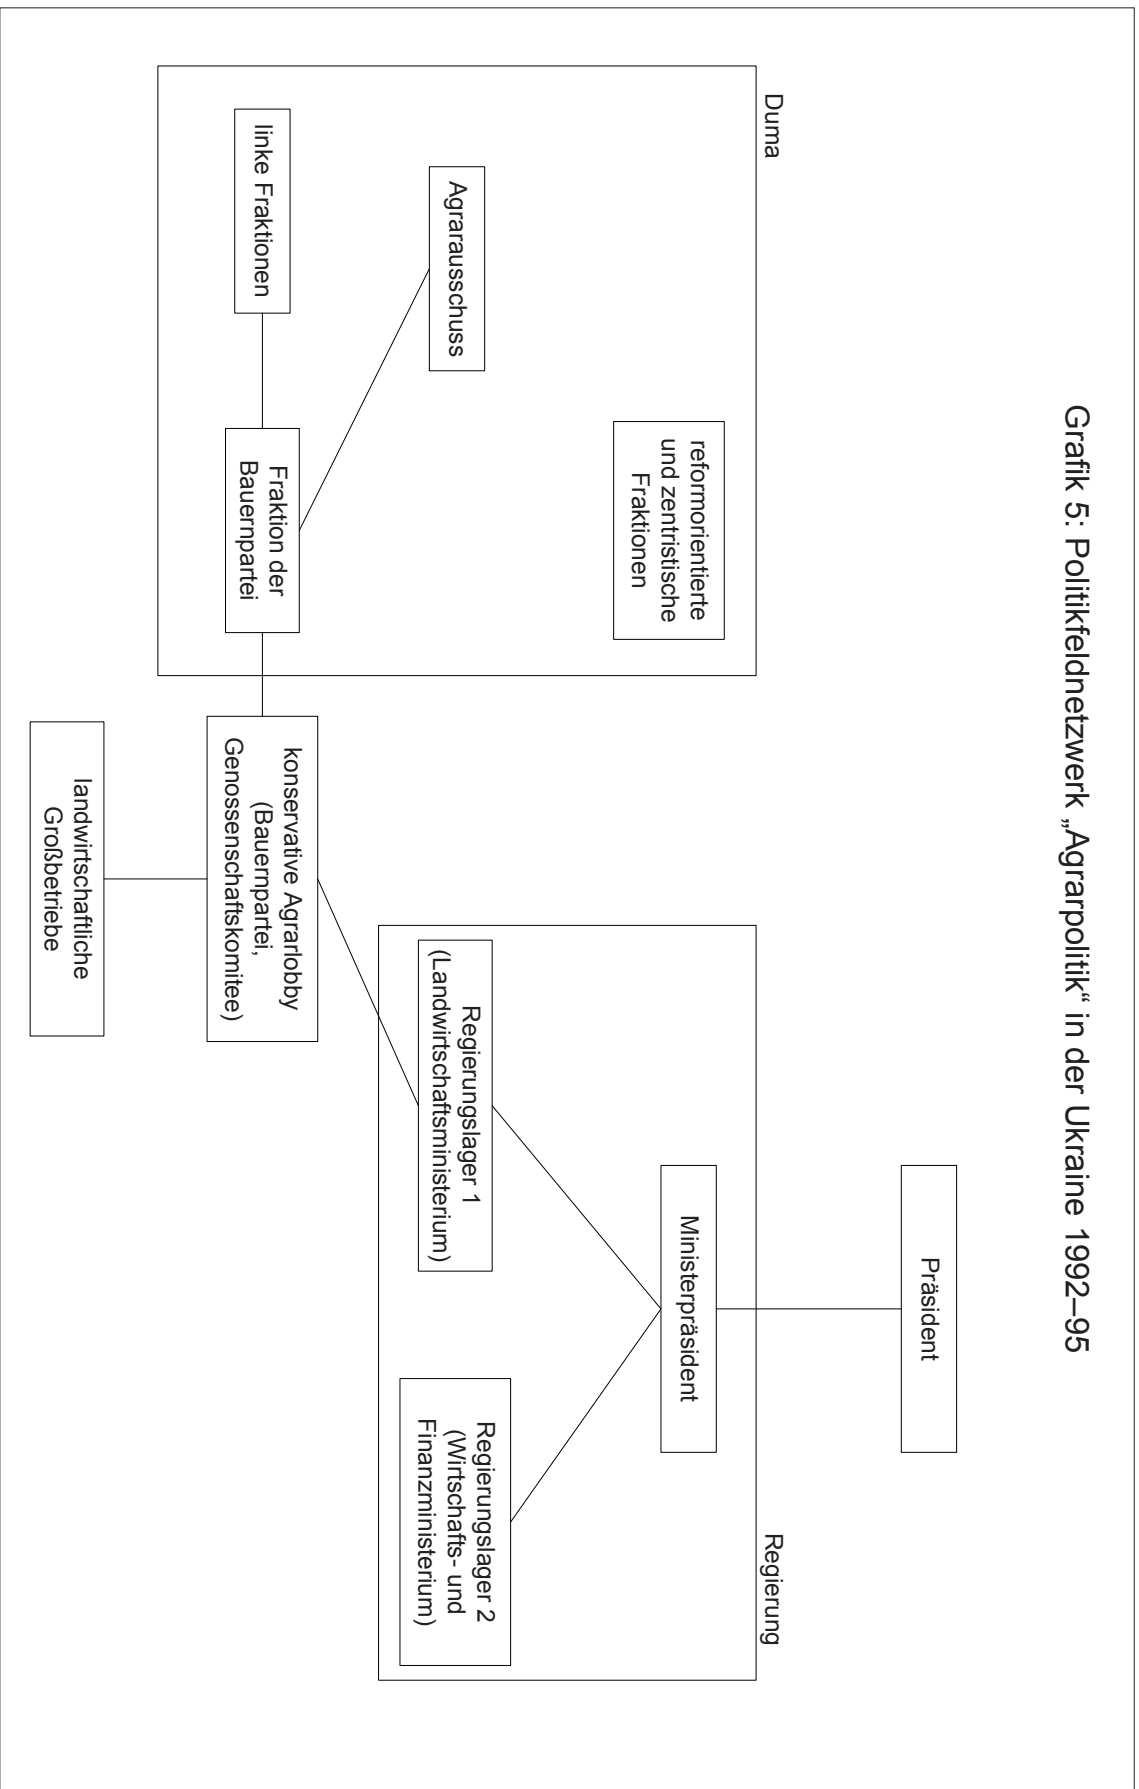 Grafik 5: Politikfeldnetzwerk „Agrarpolitik“ in der Ukraine 1992–95
Präsident
Duma
Regierung
reformorientierte
und zentristische
Fraktionen
Ministerpräsident
Agrarausschuss
Regierungslager 1
(Landwirtschaftsministerium)
Regierungslager 2
(Wirtschafts- und
Finanzministerium)
linke Fraktionen
Fraktion der
Bauernpartei
konservative Agrarlobby
(Bauernpartei,
Genossenschaftskomitee)
landwirtschaftliche
Großbetriebe